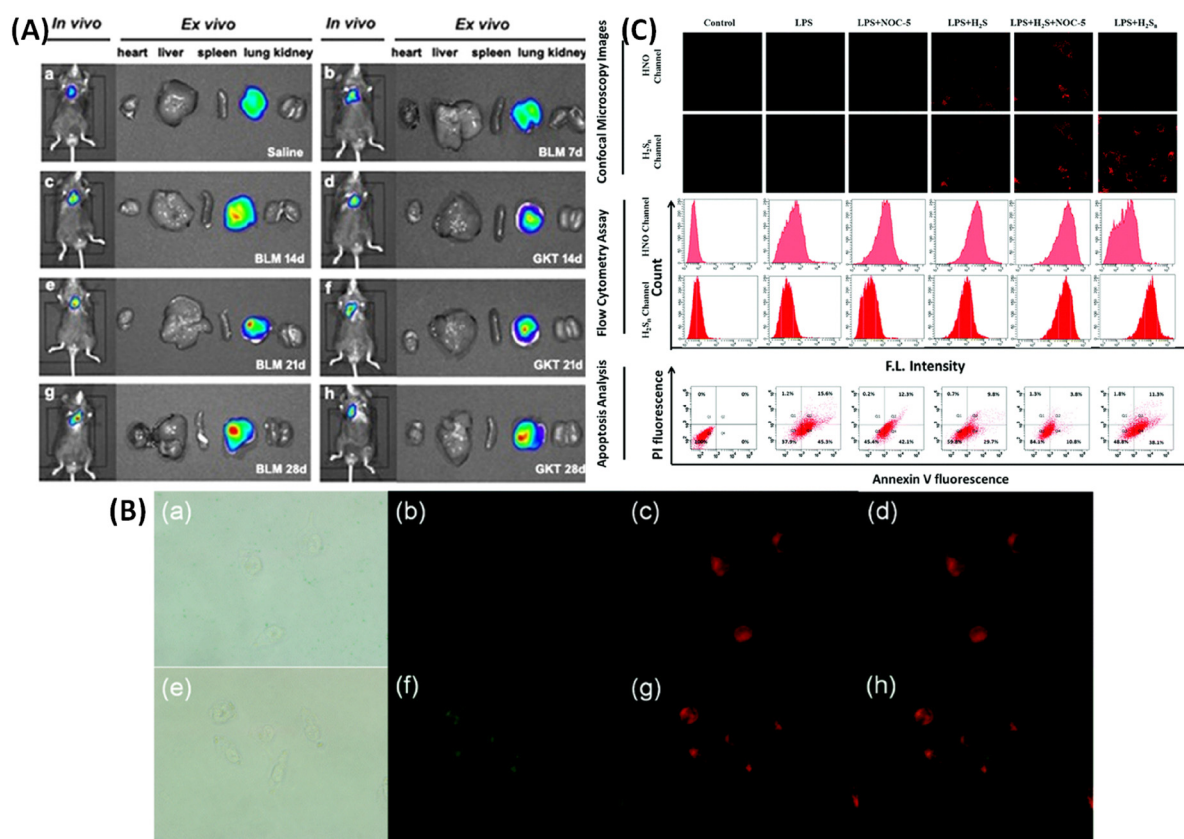 (A)
In vivo Ex vivo In vivo Ex vivo
heart liver spleen lung kidney heart liver spleen lung kidney
a
Saline
b
BLM 7d
c
BLM 14d
d
GKT 14d
e
BLM 21d
f
GKT 21d
g
BLM 28d
h
GKT 28d
(C)
Control LPS LPS+NOC-5 LPS+H₂S LPS+H₂S+NOC-5 LPS+H₂Sₙ
Confocal Microscopy Images
HNO Channel
H₂Sₙ Channel
Flow Cytometry Assay
HNO Channel
H₂Sₙ Channel
Count
F.L. Intensity
Apoptosis Analysis
PI fluorescence
0% 0% 1.2% 15.6% 0.2% 12.3% 0.7% 9.8% 1.3% 3.8% 1.8% 11.3%
0% 37.9% 45.3% 45.4% 42.1% 59.8% 29.7% 84.1% 10.8% 48.8% 38.1%
Annexin V fluorescence
(B)
(a) (b) (c) (d)
(e) (f) (g) (h)